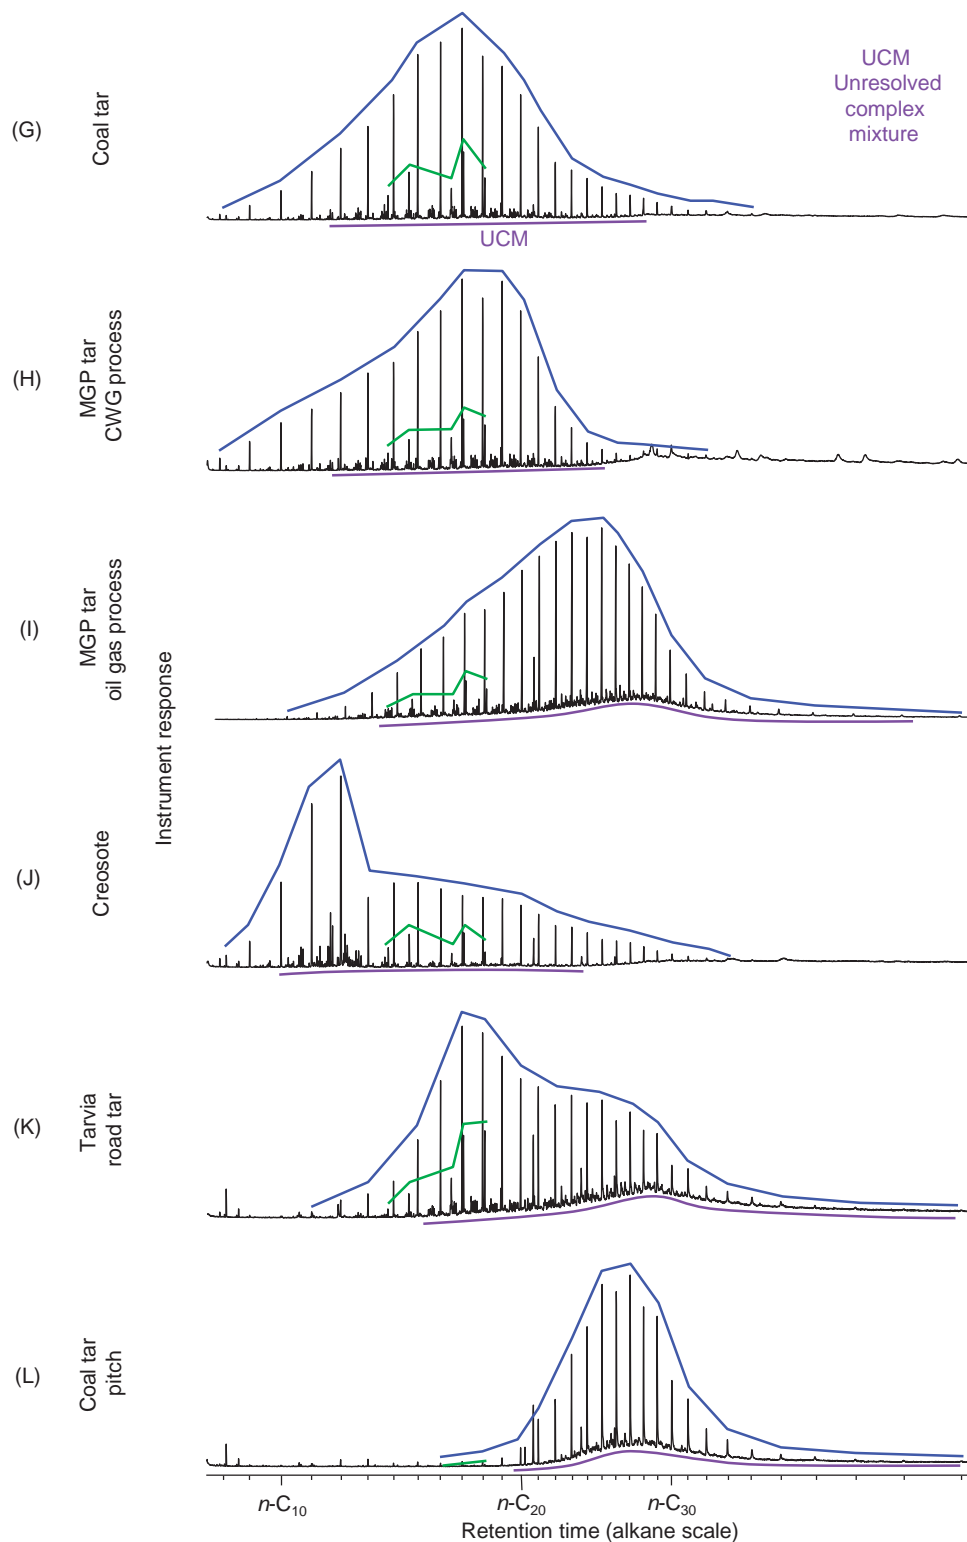 (G)
Coal tar
UCM
Unresolved
complex
mixture
UCM
(H)
MGP tar
CWG process
(I)
MGP tar
oil gas process
Instrument response
(J)
Creosote
(K)
Tarvia
road tar
(L)
Coal tar
pitch
n-C10 n-C20 n-C30
Retention time (alkane scale)